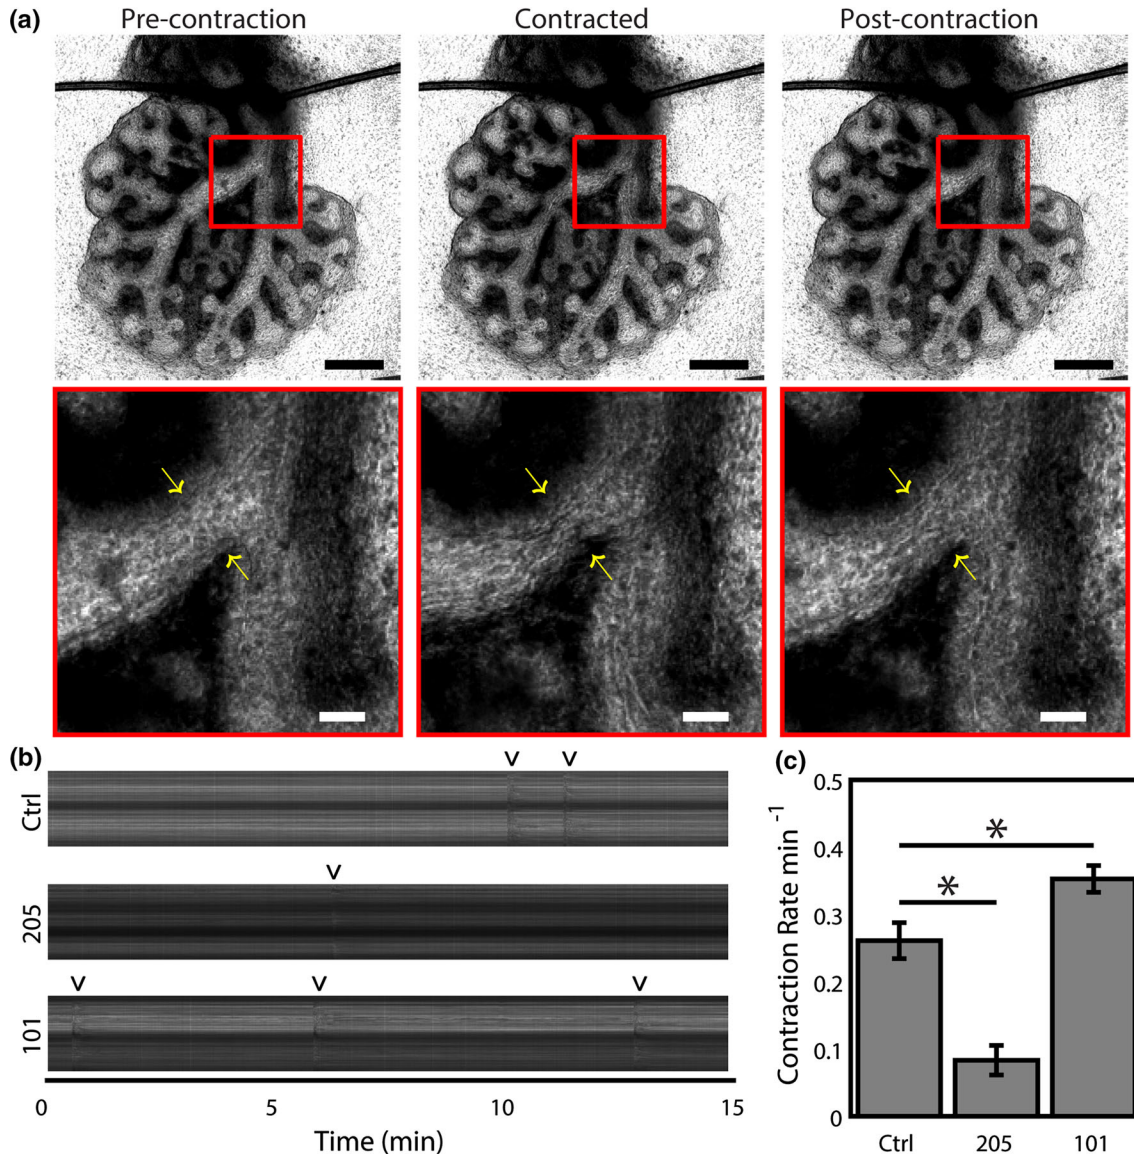 (a) Pre-contraction Contracted Post-contraction
(b)
Ctrl
205
101
0 5 10 15
Time (min)
(c)
0.5
0.4
0.3
0.2
0.1
0
Contraction Rate min⁻¹
* *
Ctrl 205 101